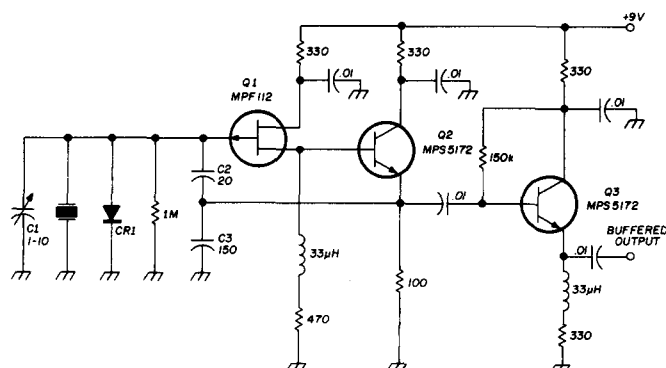 +9V
330
330
330
.01
.01
.01
Q1
MPF112
Q2
MPS5172
150k
Q3
MPS5172
C2
20
.01
C1
1-10
CR1
1M
C3
150
33µH
100
BUFFERED
OUTPUT
.01
33µH
470
330